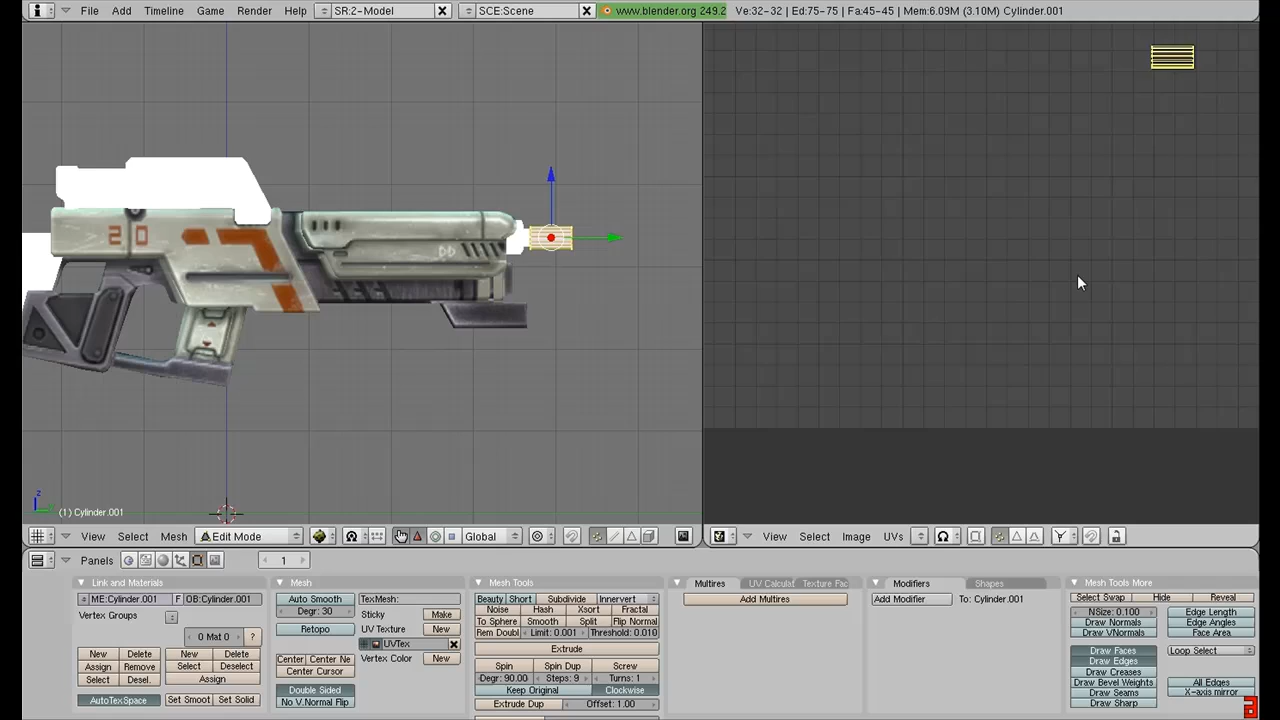 File Add Timeline Game Render Help SR:2-Model SCE:Scene www.blender.org 249.2 Ve:32-32 | Ed:75-75 | Fa:45-45 | Mem:6.09M (3.10M) Cylinder.001
20
z
(1) Cylinder.001
View Select Mesh Edit Mode Global View Select Image UVs
Panels 1
Link and Materials Mesh Mesh Tools Multires UV Calculat Texture Fac Modifiers Shapes Mesh Tools More
ME:Cylinder.001 F OB:Cylinder.001 Auto Smooth TexMesh: Beauty Short Subdivide Innervert Add Multires Add Modifier To: Cylinder.001 Select Swap Hide Reveal
Vertex Groups Degr: 30 Sticky Make Noise Hash Xsort Fractal NSize: 0.100 Edge Length
Retopo UV Texture New To Sphere Smooth Split Flip Normal Draw Normals Edge Angles
0 Mat 0 ? UVTex Rem Doubl Limit: 0.001 Threshold: 0.010 Draw VNormals Face Area
New Delete New Delete Center Center Ne Vertex Color New Extrude Draw Faces Loop Select
Assign Remove Select Deselect Center Cursor Spin Spin Dup Screw Draw Edges
Select Desel. Assign Degr: 90.00 Steps: 9 Turns: 1 Draw Creases
Double Sided Keep Original Clockwise Draw Bevel Weights All Edges
AutoTexSpace Set Smoot Set Solid No V.Normal Flip Extrude Dup Offset: 1.00 Draw Seams X-axis mirror
Draw Sharp